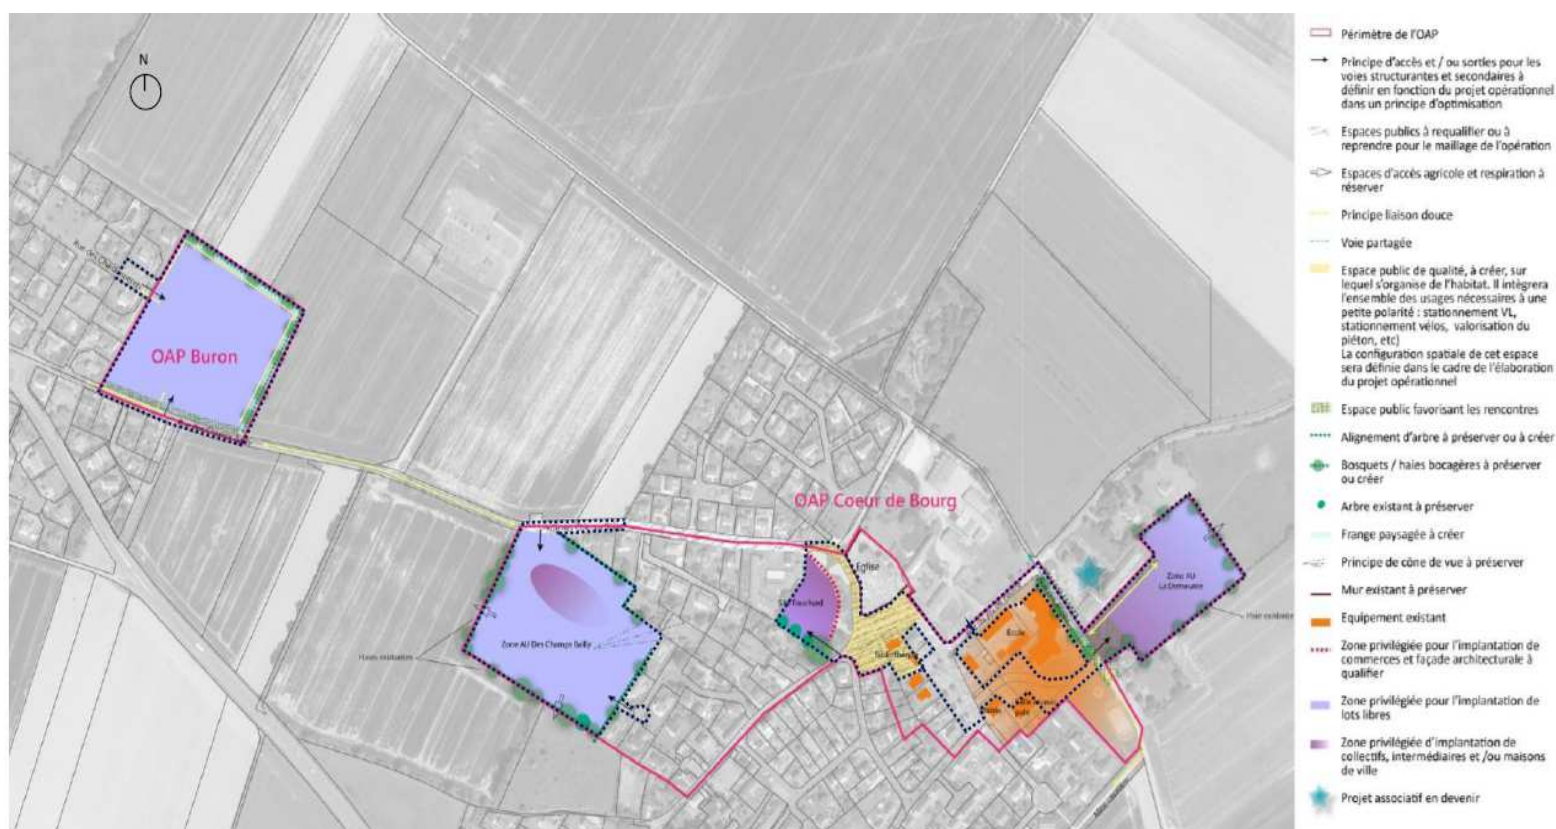 N
Rue des
OAP Buron
OAP Coeur de Bourg
Eglise
Zone AU
La Demeurée
Haie existante
Ecole
Zone AU Des Champs Bailly
Haies existantes
Périmètre de l'OAP
Principe d'accès et / ou sorties pour les
voies structurantes et secondaires à
définir en fonction du projet opérationnel
dans un principe d'optimisation
Espaces publics à requalifier ou à
reprendre pour le maillage de l'opération
Espaces d'accès agricole et respiration à
réserver
Principe liaison douce
Voie partagée
Espace public de qualité, à créer, sur
lequel s'organise de l'habitat. Il intègrera
l'ensemble des usages nécessaires à une
petite polarité : stationnement VL,
stationnement vélos, valorisation du
piéton, etc)
La configuration spatiale de cet espace
sera définie dans le cadre de l'élaboration
du projet opérationnel
Espace public favorisant les rencontres
Alignement d'arbre à préserver ou à créer
Bosquets / haies bocagères à préserver
ou créer
Arbre existant à préserver
Frange paysagée à créer
Principe de cône de vue à préserver
Mur existant à préserver
Equipement existant
Zone privilégiée pour l'implantation de
commerces et façade architecturale à
qualifier
Zone privilégiée pour l'implantation de
lots libres
Zone privilégiée d'implantation de
collectifs, intermédiaires et /ou maisons
de ville
Projet associatif en devenir